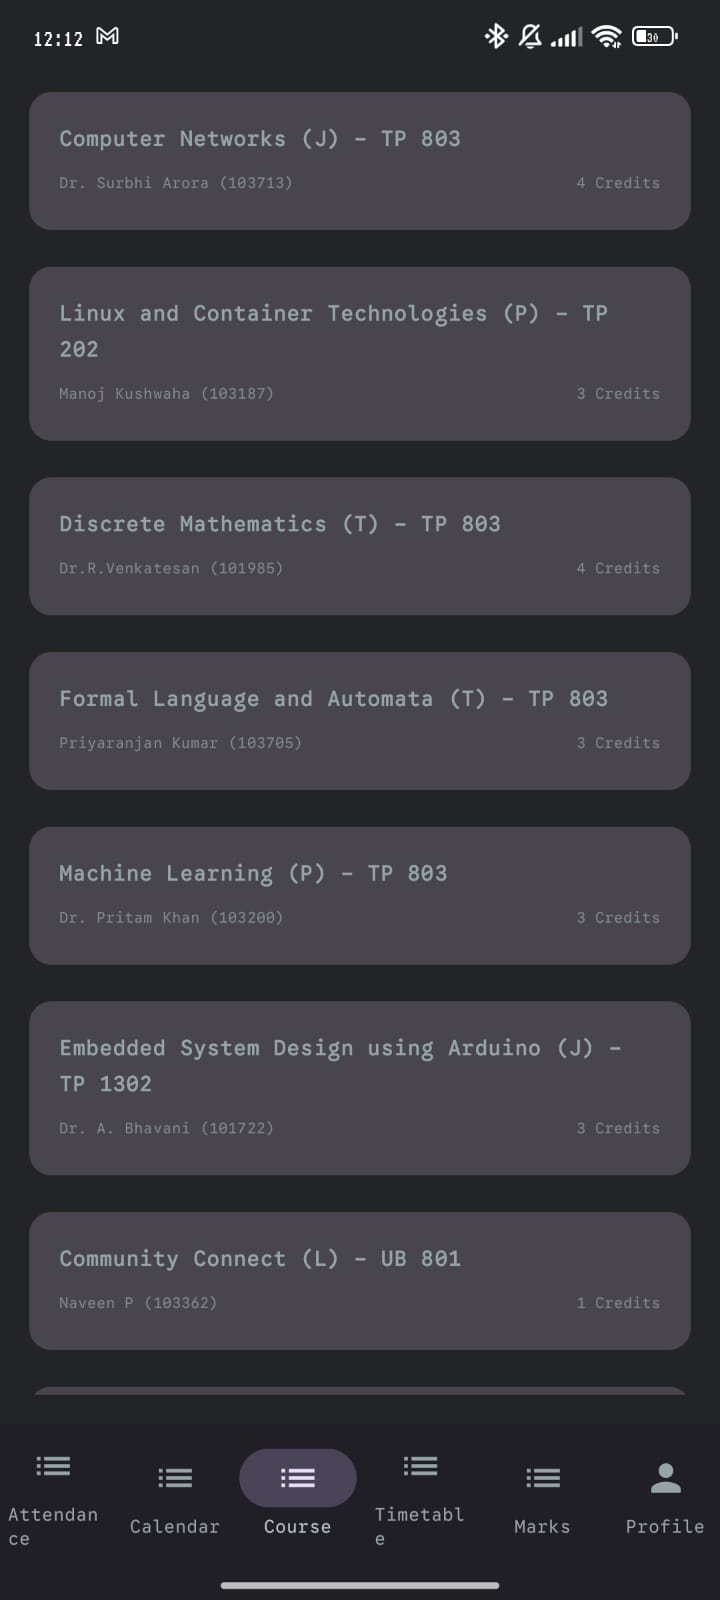 12:12
30
Computer Networks (J) - TP 803
Dr. Surbhi Arora (103713)
4 Credits
Linux and Container Technologies (P) - TP
202
Manoj Kushwaha (103187)
3 Credits
Discrete Mathematics (T) - TP 803
Dr.R.Venkatesan (101985)
4 Credits
Formal Language and Automata (T) - TP 803
Priyaranjan Kumar (103705)
3 Credits
Machine Learning (P) - TP 803
Dr. Pritam Khan (103200)
3 Credits
Embedded System Design using Arduino (J) -
TP 1302
Dr. A. Bhavani (101722)
3 Credits
Community Connect (L) - UB 801
Naveen P (103362)
1 Credits
Attendan
ce
Calendar
Course
Timetabl
e
Marks
Profile